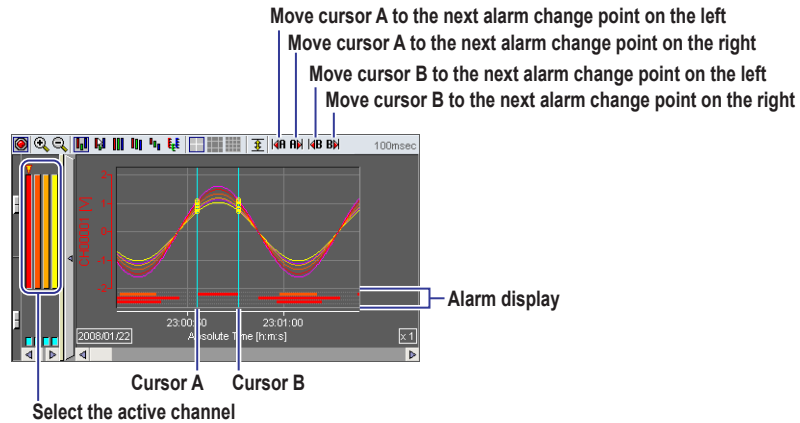 Move cursor A to the next alarm change point on the left
Move cursor A to the next alarm change point on the right
Move cursor B to the next alarm change point on the left
Move cursor B to the next alarm change point on the right
A A B B 100msec
2
1
0
-1
-2
CH00001 [V]
Alarm display
23:00:50 23:01:00
2008/01/22 Absolute Time [h:m:s] x 1
Cursor A Cursor B
Select the active channel